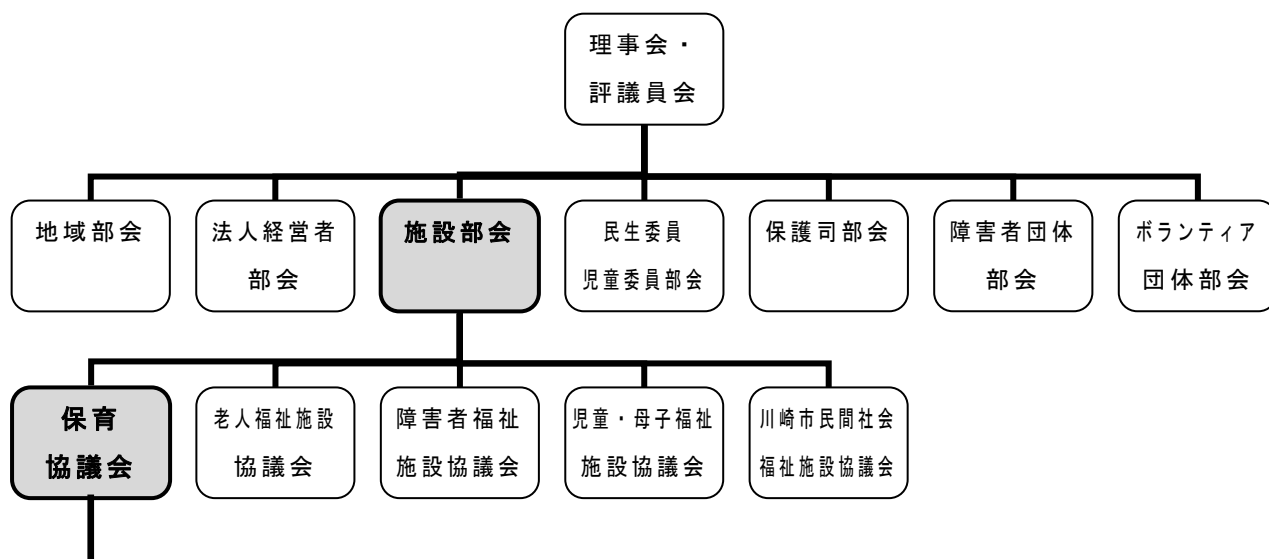 理事会・
評議員会
地域部会
法人経営者
部会
施設部会
民生委員
児童委員部会
保護司部会
障害者団体
部会
ボランティア
団体部会
保育
協議会
老人福祉施設
協議会
障害者福祉
施設協議会
児童・母子福祉
施設協議会
川崎市民間社会
福祉施設協議会